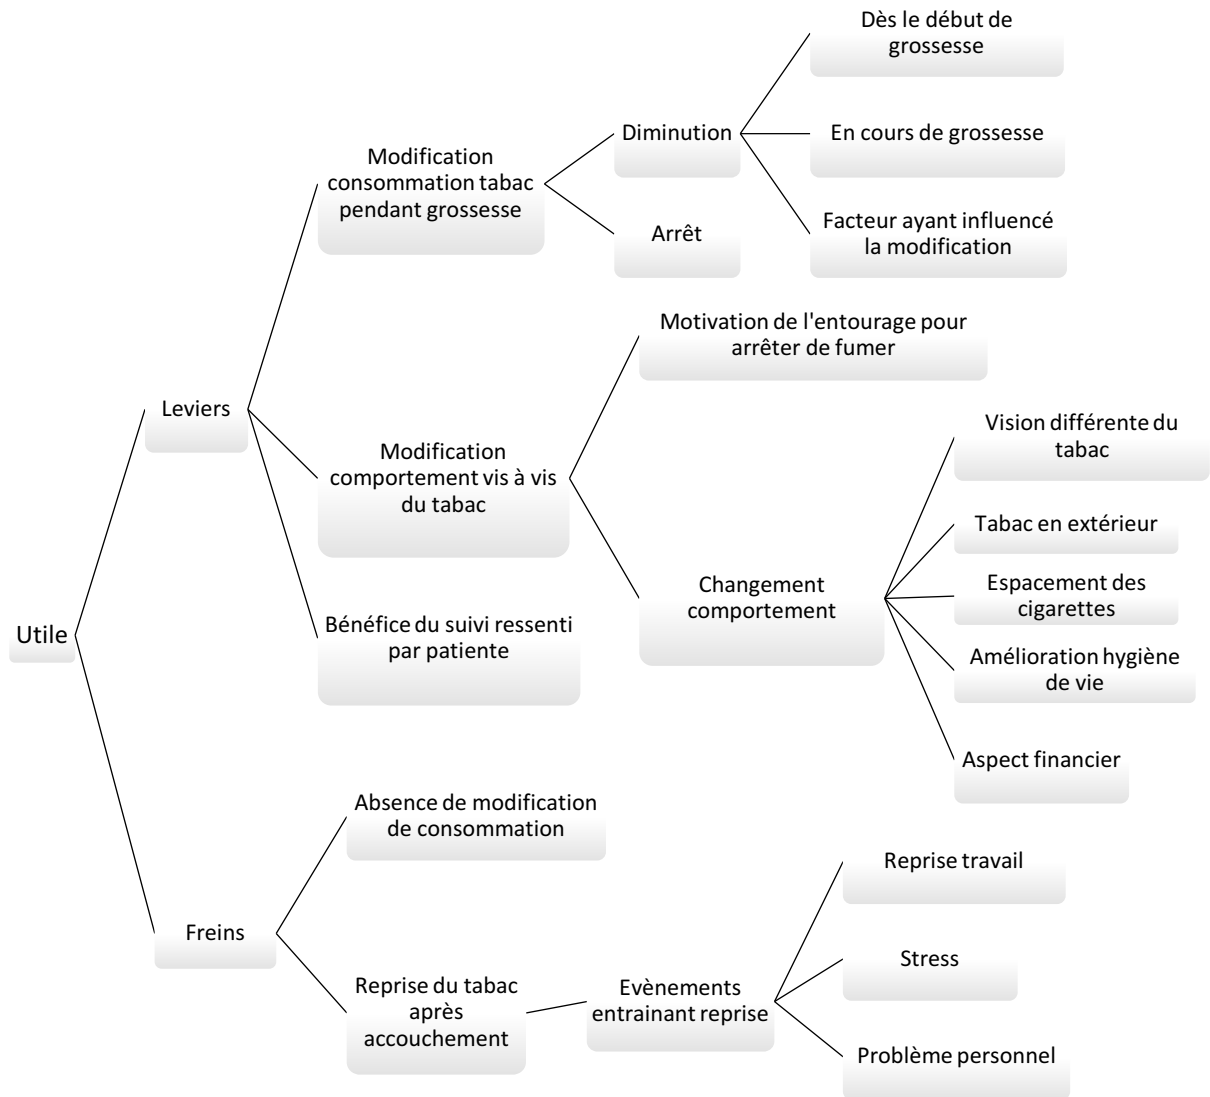 Dès le début de
grossesse
Diminution
En cours de grossesse
Modification
consommation tabac
pendant grossesse
Arrêt
Facteur ayant influencé
la modification
Motivation de l'entourage pour
arrêter de fumer
Leviers
Modification
comportement vis à vis
du tabac
Vision différente du
tabac
Tabac en extérieur
Changement
comportement
Espacement des
cigarettes
Utile
Bénéfice du suivi ressenti
par patiente
Amélioration hygiène
de vie
Aspect financier
Absence de modification
de consommation
Reprise travail
Freins
Stress
Reprise du tabac
après
accouchement
Evènements
entrainant reprise
Problème personnel